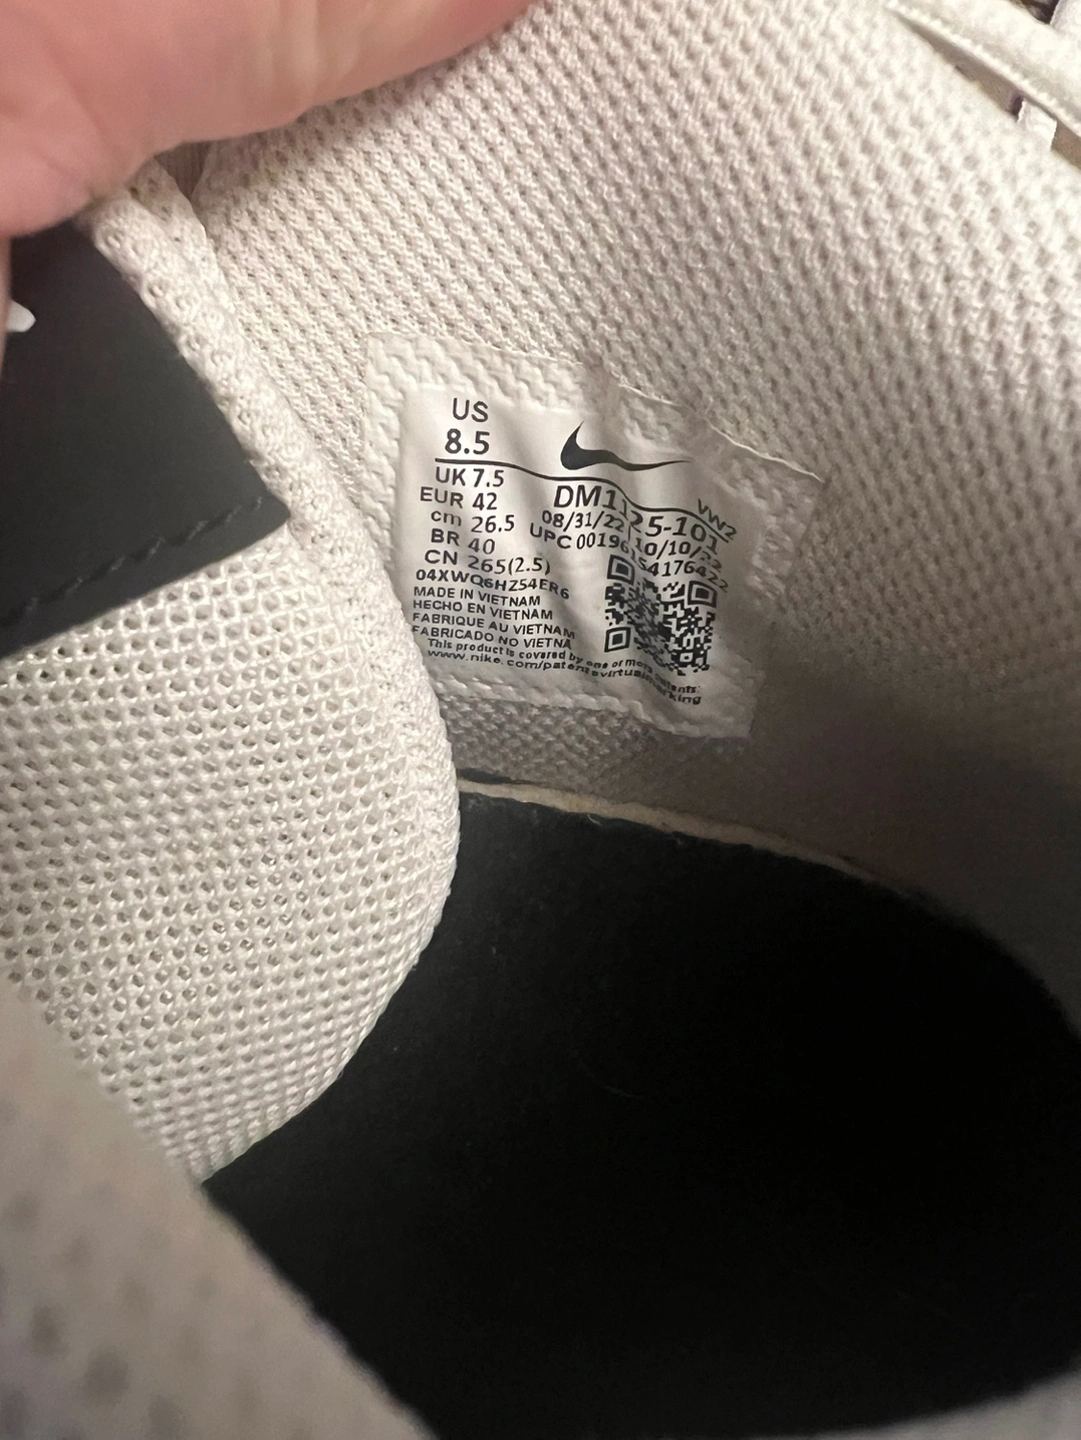 US
8.5
UK 7.5
EUR 42
cm 26.5
BR 40
CN 265(2.5)
04XWQ6HZ54ER6
MADE IN VIETNAM
HECHO EN VIETNAM
FABRIQUE AU VIETNAM
FABRICADO NO VIETNA
This product is covered by one or more patents.
www.nike.com/patentsvirtualmarking
VW2
DM1125-101
08/31/22 10/10/22
UPC 00196154176422